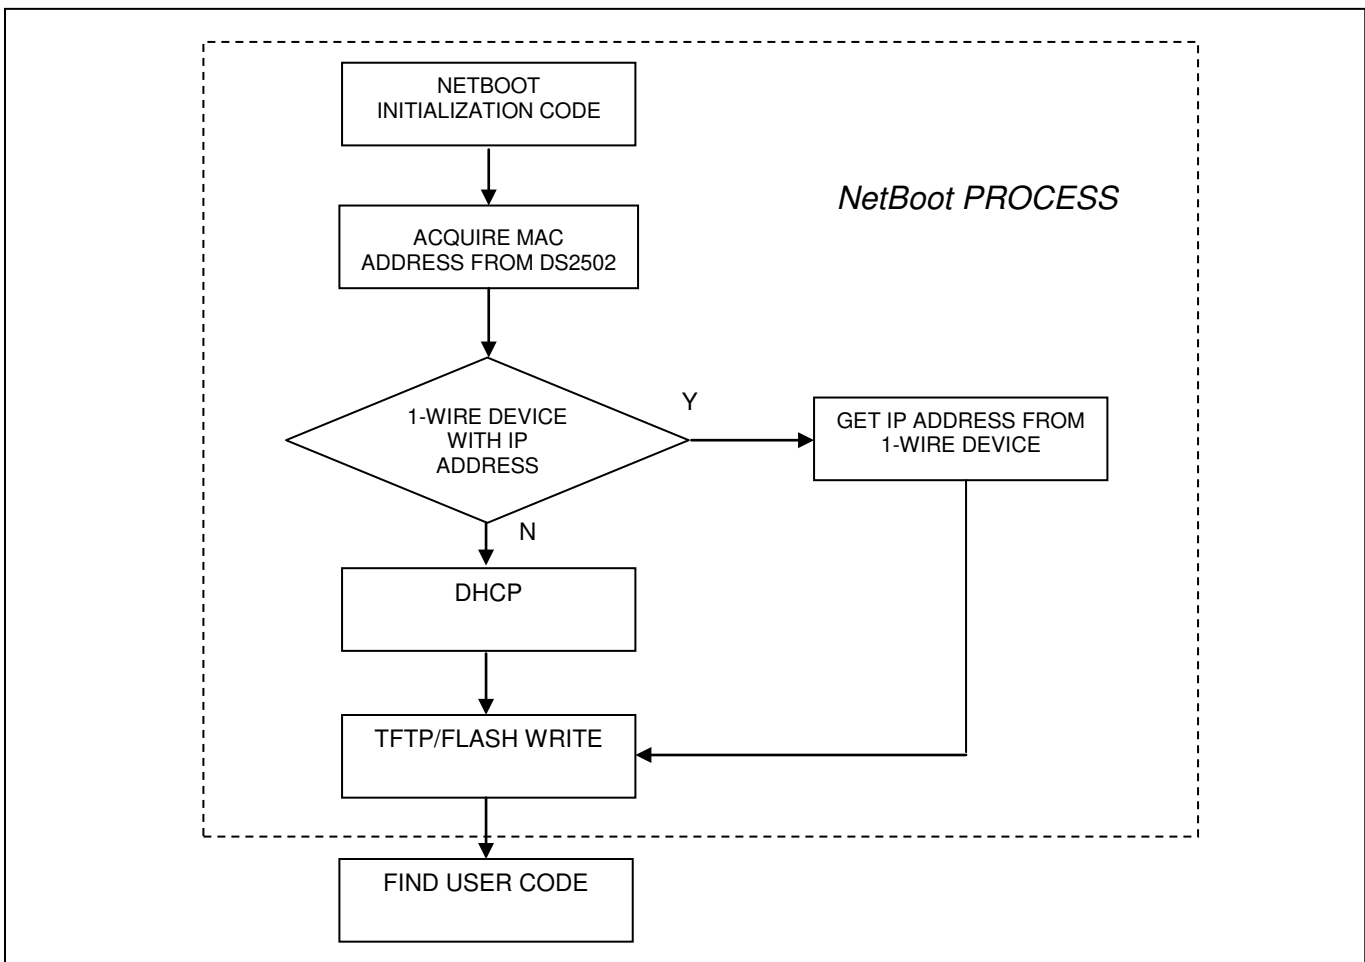 NETBOOT
INITIALIZATION CODE
NetBoot PROCESS
ACQUIRE MAC
ADDRESS FROM DS2502
1-WIRE DEVICE
WITH IP
ADDRESS
Y
GET IP ADDRESS FROM
1-WIRE DEVICE
N
DHCP
TFTP/FLASH WRITE
FIND USER CODE